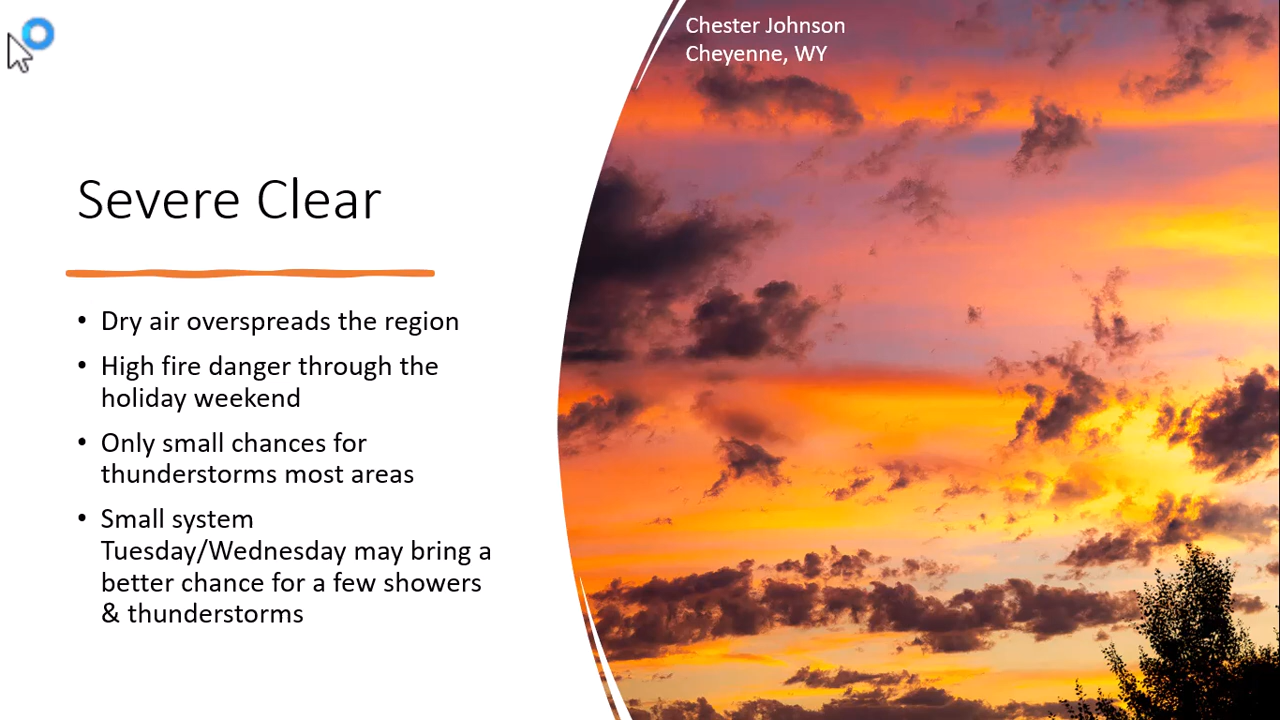 Chester Johnson
Cheyenne, WY
Severe Clear
• Dry air overspreads the region
• High fire danger through the
holiday weekend
• Only small chances for
thunderstorms most areas
• Small system
Tuesday/Wednesday may bring a
better chance for a few showers
& thunderstorms